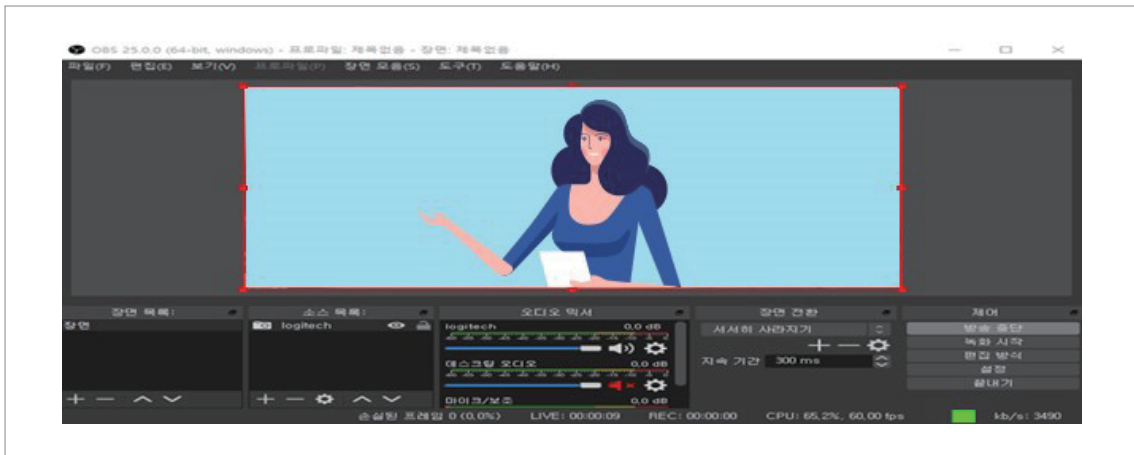 OBS 25.0.0 (64-bit, windows) - 프로파일: 제목없음 - 장면: 제목없음
파일(F) 편집(E) 보기(V) 프로파일(P) 장면 모음(S) 도구(T) 도움말(H)
장면 목록: 소스 목록: 오디오 믹서 장면 전환 제어
장면 logitech logitech 0,0 dB 서서히 사라지기 방송 중단
녹화 시작
데스크탑 오디오 0,0 dB 지속 기간 300 ms 편집 방식
설정
끝내기
마이크/보조 0,0 dB
손실된 프레임 0 (0,0%) LIVE: 00:00:09 REC: 00:00:00 CPU: 65,2%, 60,00 fps kb/s: 3490